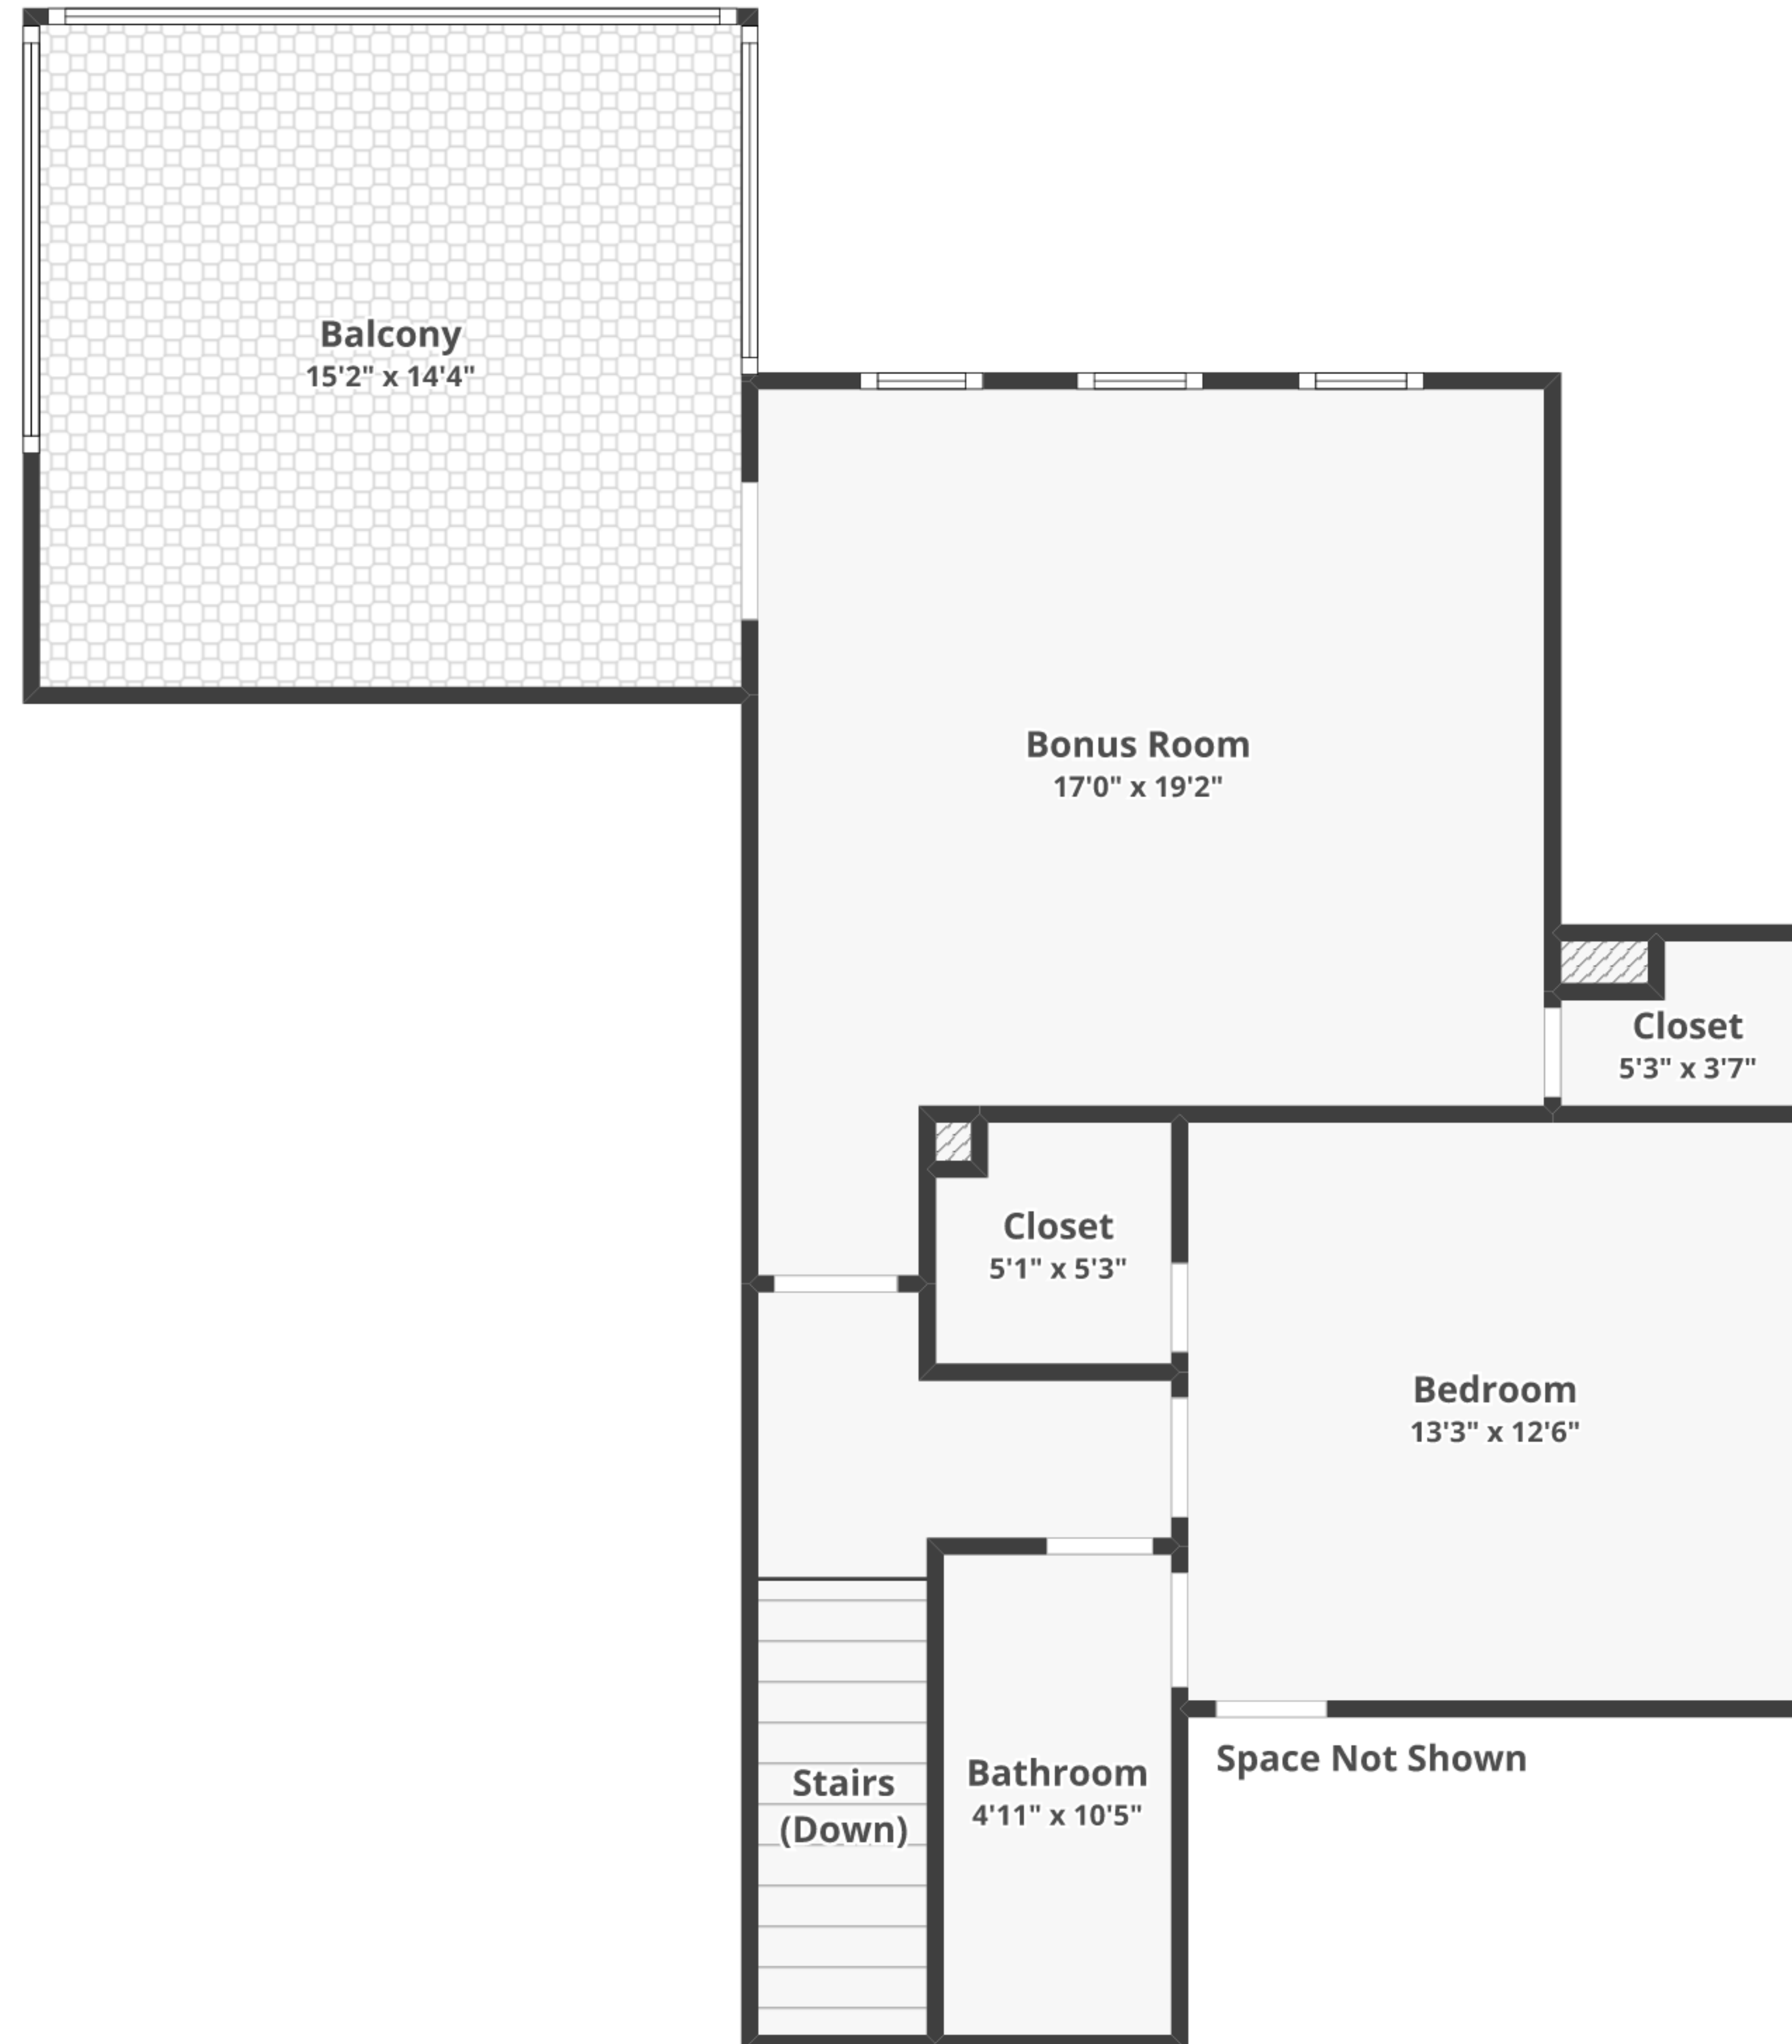 Balcony
15'2" x 14'4"
Bonus Room
17'0" x 19'2"
Closet
5'3" x 3'7"
Closet
5'1" x 5'3"
Bedroom
13'3" x 12'6"
Space Not Shown
Stairs
(Down)
Bathroom
4'11" x 10'5"